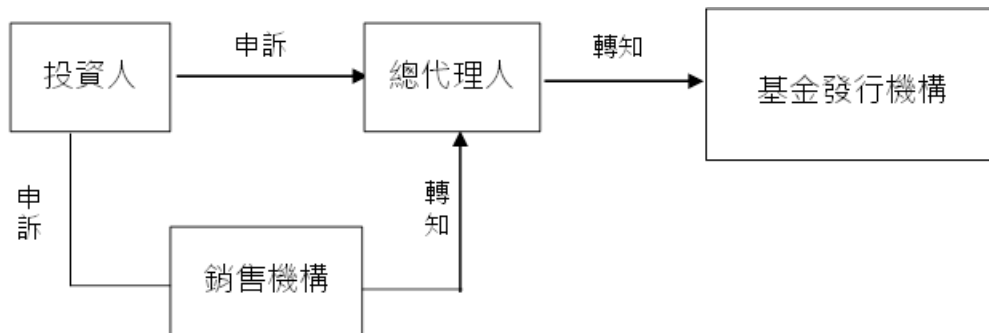 申訴
轉知
投資人
總代理人
基金發行機構
申訴
轉知
銷售機構